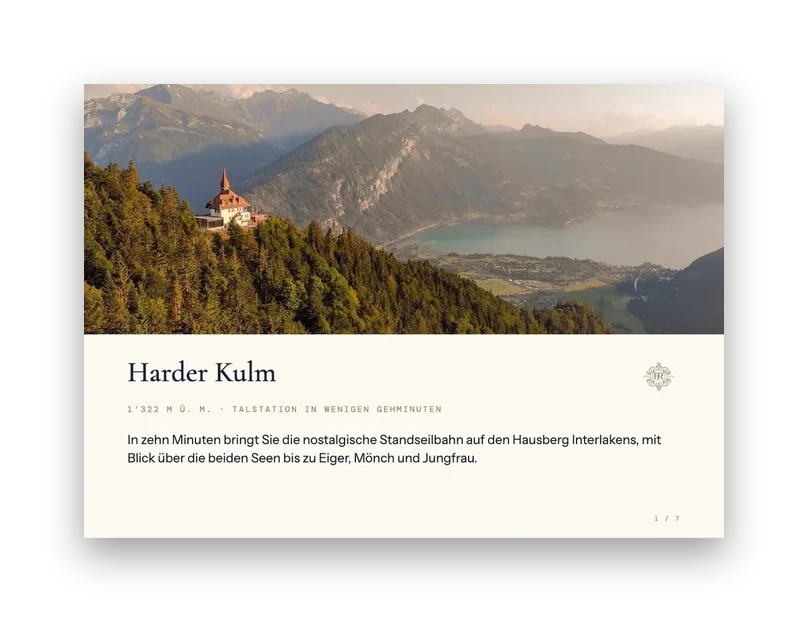 Harder Kulm
1'322 M Ü. M. · TALSTATION IN WENIGEN GEHMINUTEN
In zehn Minuten bringt Sie die nostalgische Standseilbahn auf den Hausberg Interlakens, mit
Blick über die beiden Seen bis zu Eiger, Mönch und Jungfrau.
1 / 7